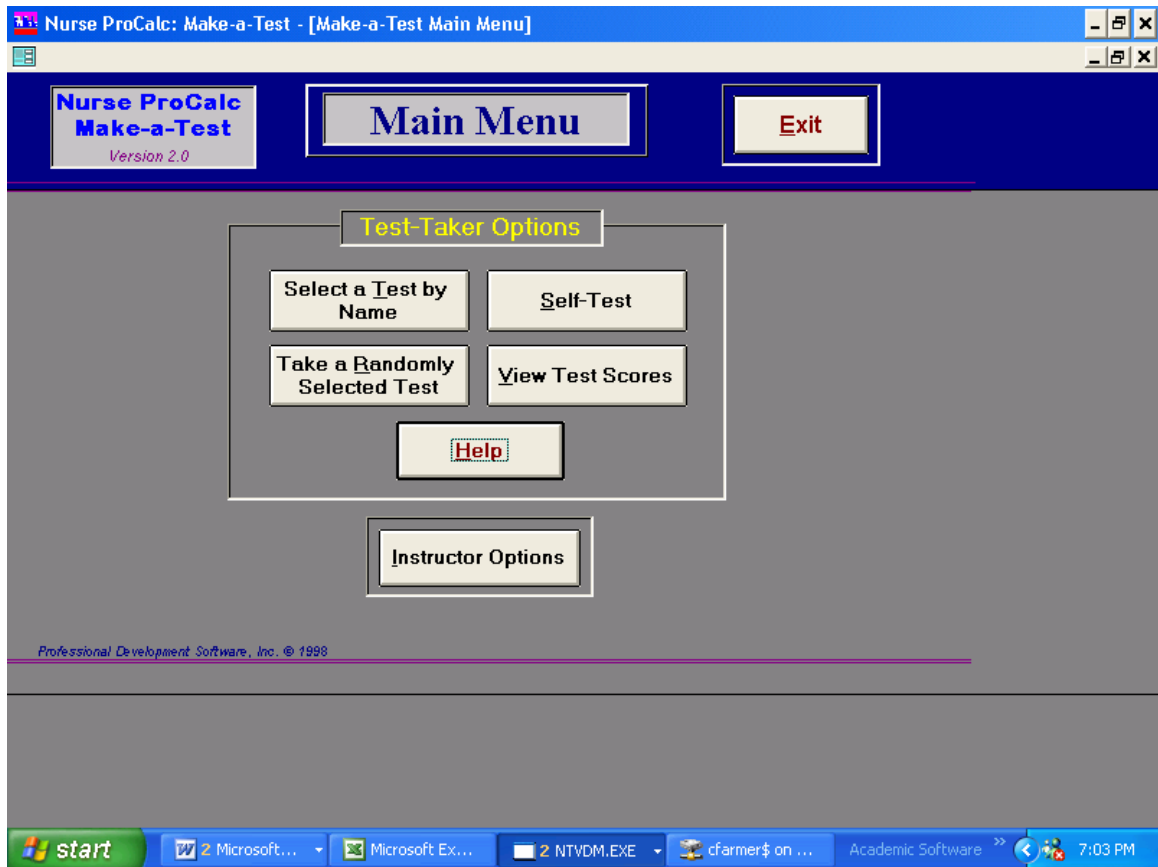 Nurse ProCalc: Make-a-Test - [Make-a-Test Main Menu]
Nurse ProCalc
Make-a-Test
Version 2.0
Main Menu
Exit
Test-Taker Options
Select a Test by
Name
Self-Test
Take a Randomly
Selected Test
View Test Scores
Help
Instructor Options
Professional Development Software, Inc. © 1998
start
2 Microsoft...
Microsoft Ex...
2 NTVDM.EXE
cfarmer$ on ...
Academic Software
»
7:03 PM